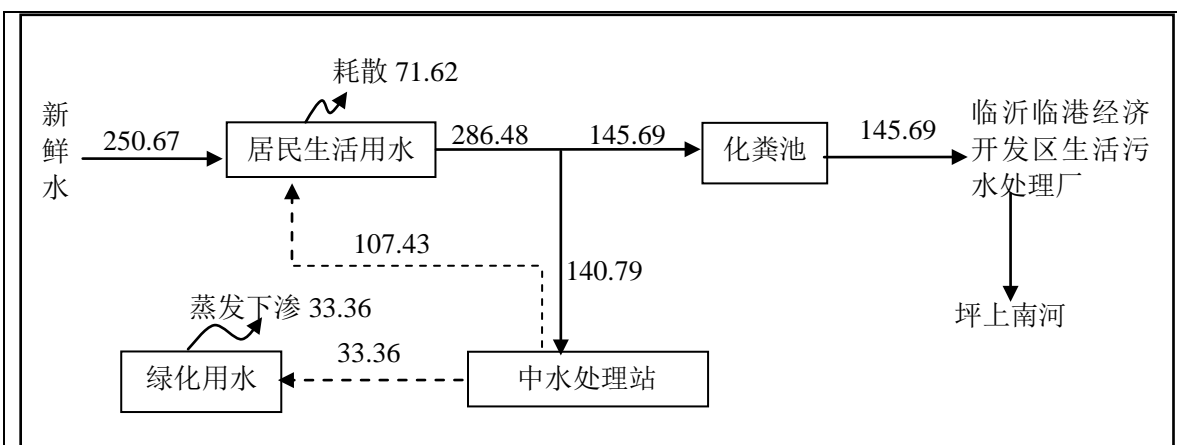 耗散 71.62
新
鲜
水
250.67
居民生活用水
286.48
145.69
化粪池
145.69
临沂临港经济
开发区生活污
水处理厂
107.43
140.79
蒸发下渗 33.36
坪上南河
绿化用水
33.36
中水处理站